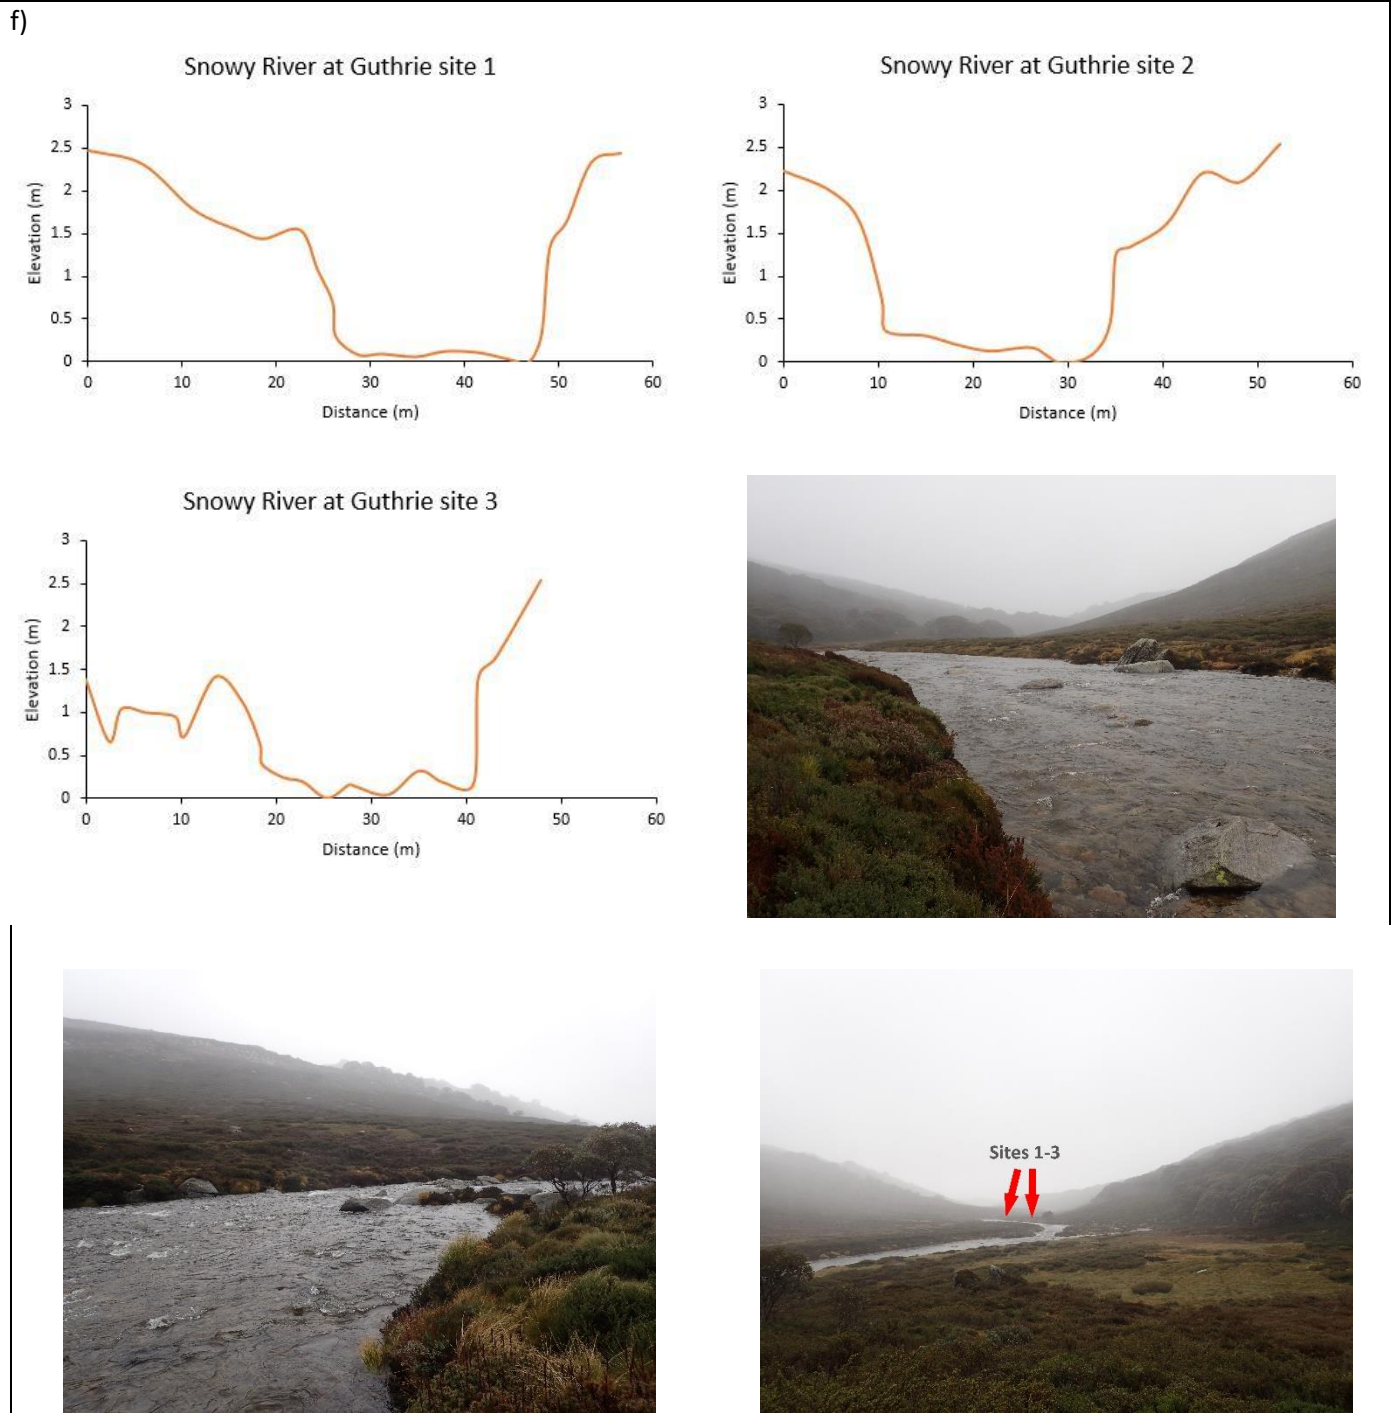 f)
Snowy River at Guthrie site 1
3
2.5
2
1.5
1
0.5
0
Elevation (m)
0 10 20 30 40 50 60
Distance (m)
Snowy River at Guthrie site 2
3
2.5
2
1.5
1
0.5
0
Elevation (m)
0 10 20 30 40 50 60
Distance (m)
Snowy River at Guthrie site 3
3
2.5
2
1.5
1
0.5
0
Elevation (m)
0 10 20 30 40 50 60
Distance (m)
Sites 1-3